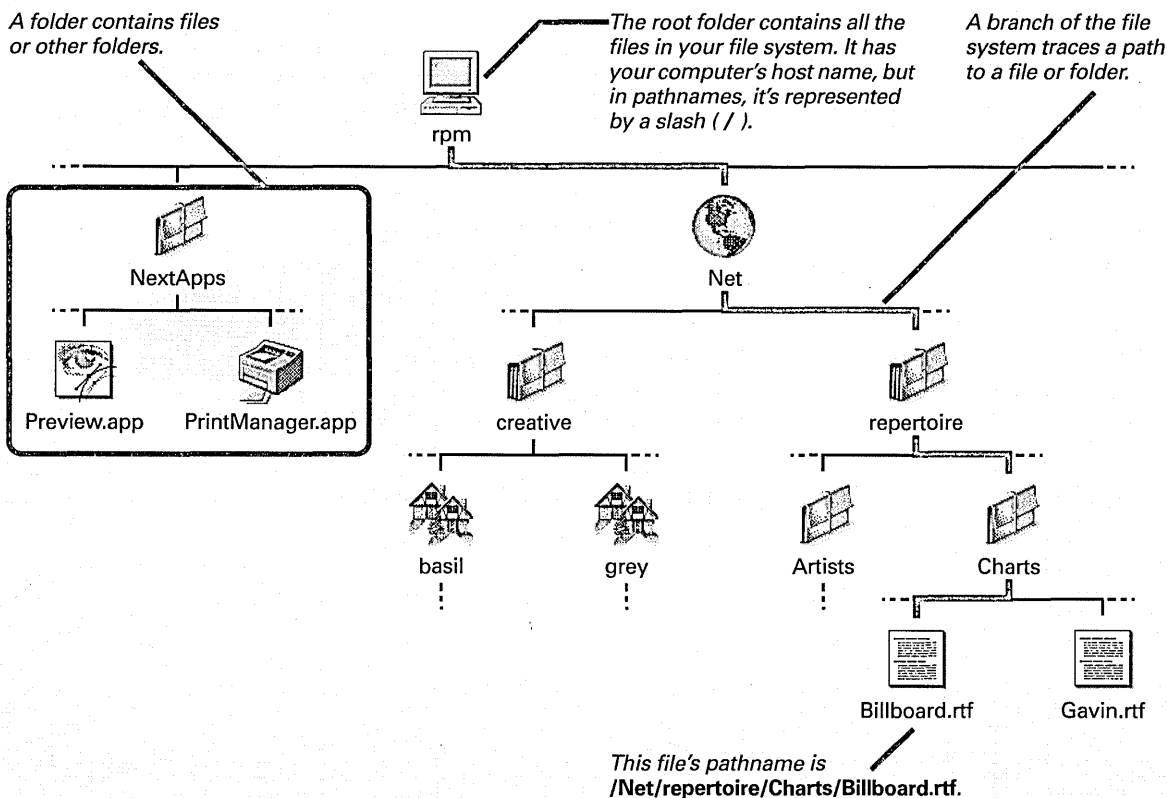 A folder contains files
or other folders.
The root folder contains all the
files in your file system. It has
your computer's host name, but
in pathnames, it's represented
by a slash ( / ).
A branch of the file
system traces a path
to a file or folder.
rpm
NextApps
Net
Preview.app
PrintManager.app
creative
repertoire
basil
grey
Artists
Charts
Billboard.rtf
Gavin.rtf
This file's pathname is
/Net/repertoire/Charts/Billboard.rtf.